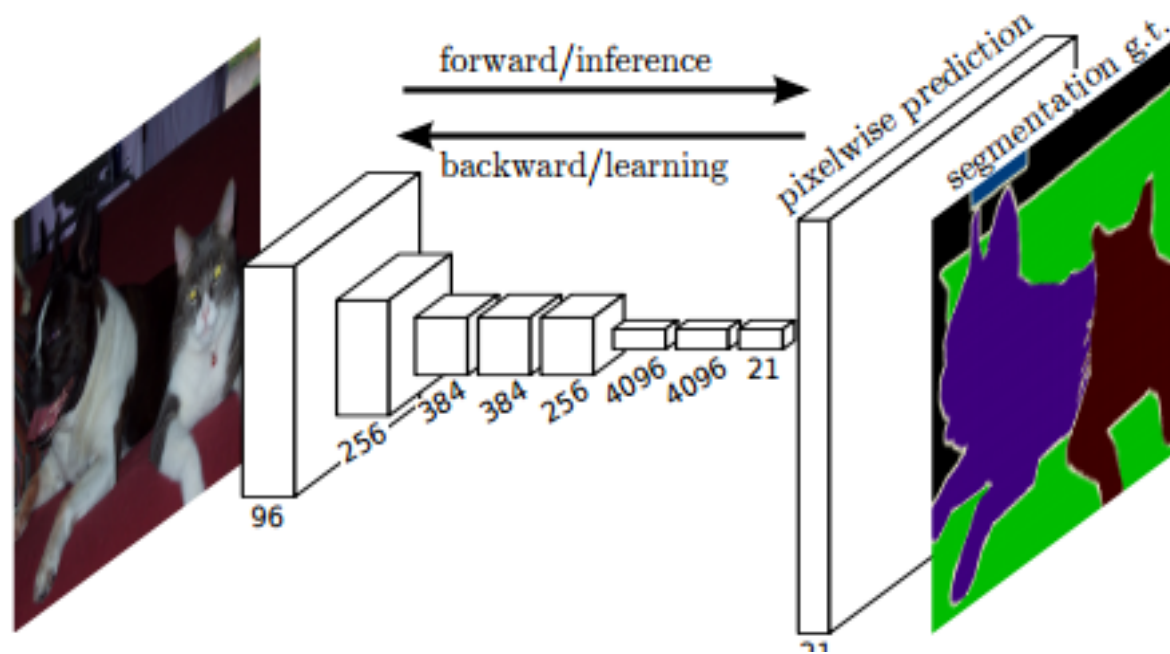 forward/inference
backward/learning
pixelwise prediction
segmentation g.t.
96
256
384
384
256
4096
4096
21
21